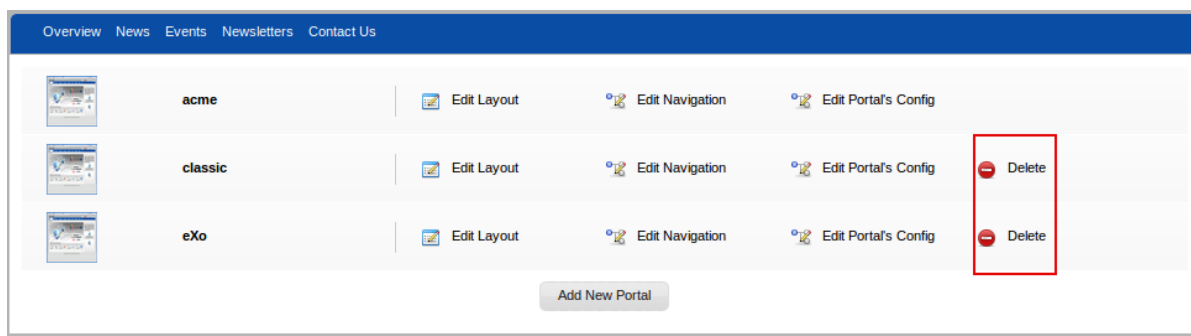 Overview News Events Newsletters Contact Us
acme Edit Layout Edit Navigation Edit Portal's Config
classic Edit Layout Edit Navigation Edit Portal's Config Delete
eXo Edit Layout Edit Navigation Edit Portal's Config Delete
Add New Portal